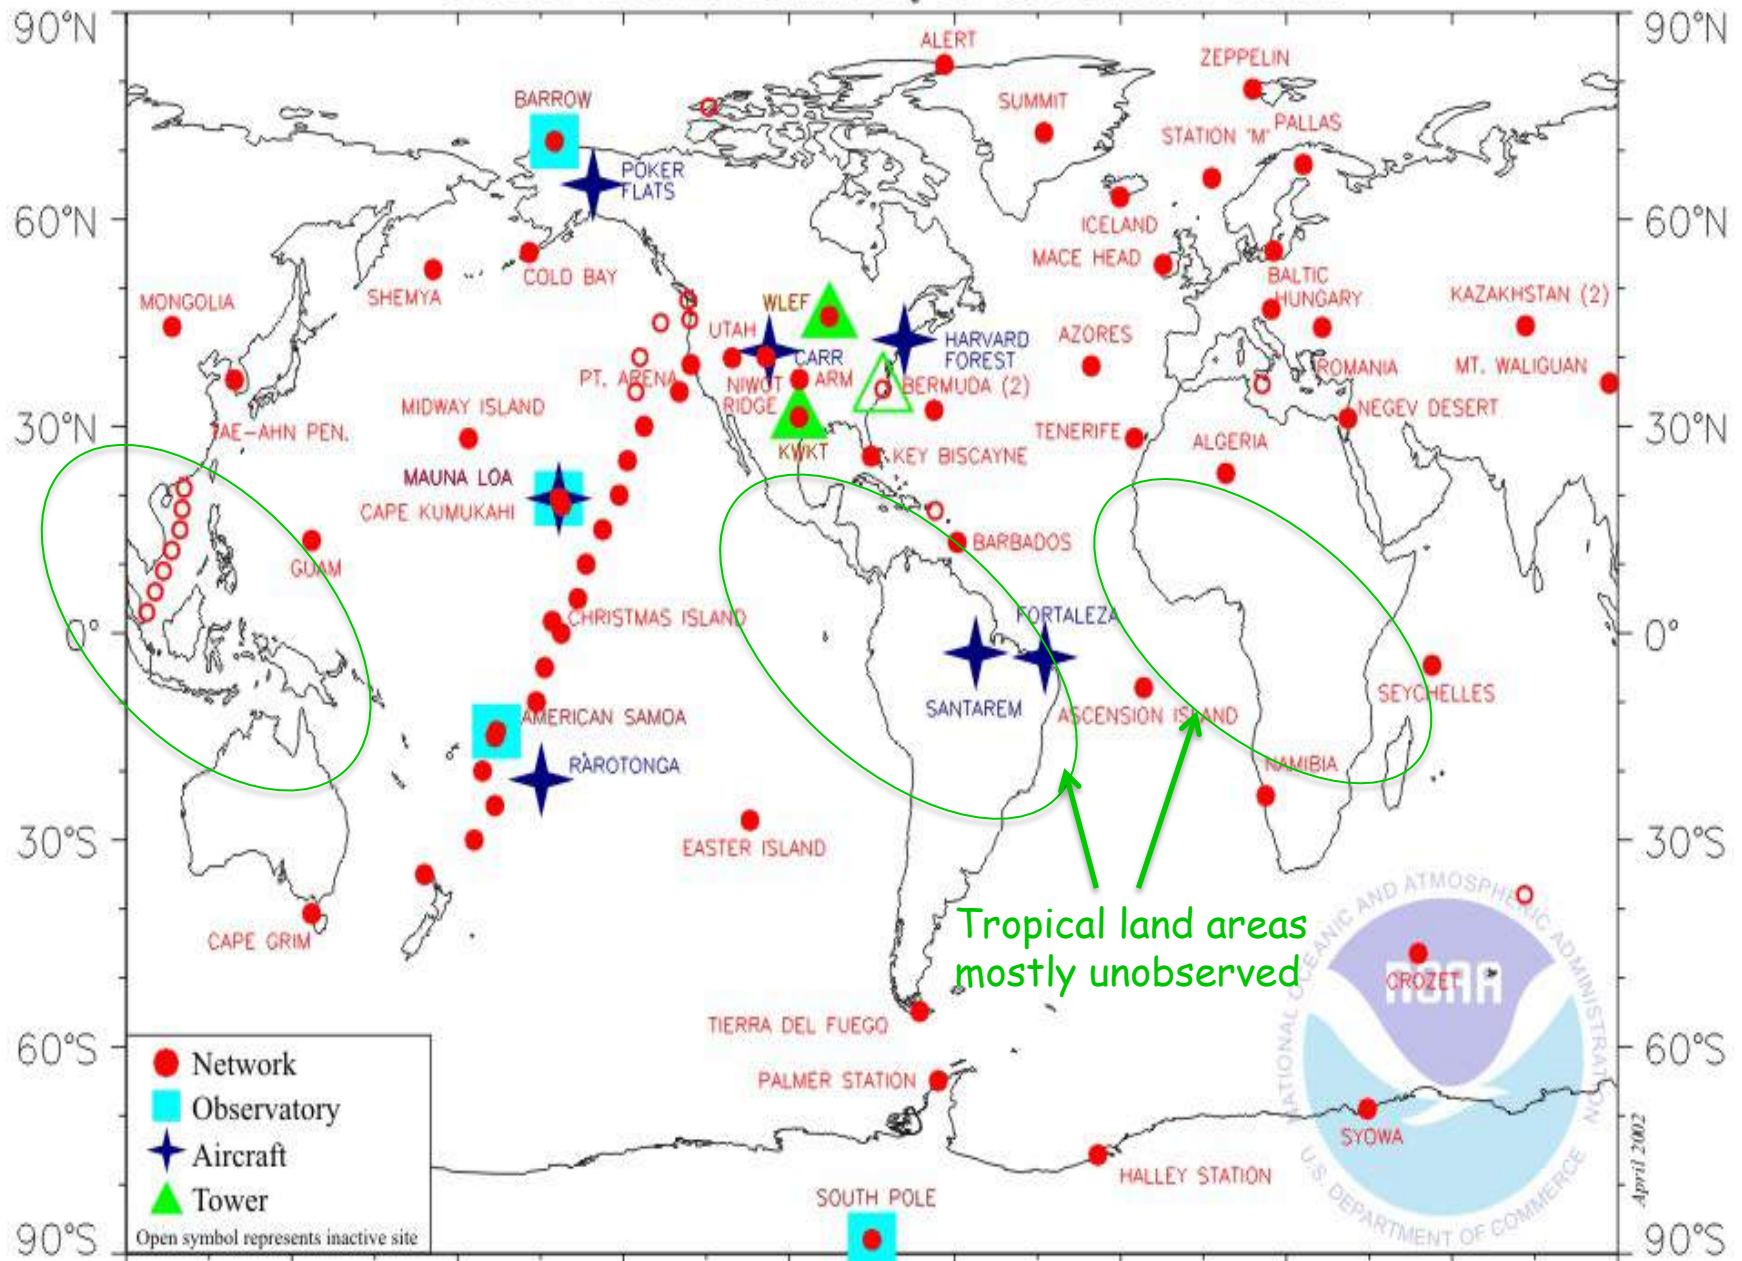 90°N
90°N
ALERT
ZEPPELIN
BARROW
SUMMIT
STATION "M"
PALLAS
POKER
FLATS
60°N
60°N
ICELAND
MACE HEAD
COLD BAY
SHEMYA
BALTIC
MONGOLIA
WLEF
HUNGARY
KAZAKHSTAN (2)
UTAH
AZORES
HARVARD
FOREST
CARR
ROMANIA
MT. WALIGUAN
PT. ARENA
NIWOT
RIDGE
ARM
BERMUDA (2)
MIDWAY ISLAND
NEGEV DESERT
30°N
30°N
TAE-AHN PEN.
TENERIFE
ALGERIA
KWKT
KEY BISCAYNE
MAUNA LOA
CAPE KUMUKAHI
BARBADOS
GUAM
CHRISTMAS ISLAND
FORTALEZA
0°
0°
SEYCHELLES
SANTAREM
ASCENSION ISLAND
AMERICAN SAMOA
RAROTONGA
NAMIBIA
30°S
30°S
EASTER ISLAND
Tropical land areas
mostly unobserved
CAPE GRIM
NATIONAL OCEANIC AND ATMOSPHERIC ADMINISTRATION
NOAA
CROZET
TIERRA DEL FUEGO
60°S
60°S
Network
PALMER STATION
Observatory
SYOWA
Aircraft
HALLEY STATION
Tower
SOUTH POLE
Open symbol represents inactive site
U.S. DEPARTMENT OF COMMERCE
April 2002
90°S
90°S